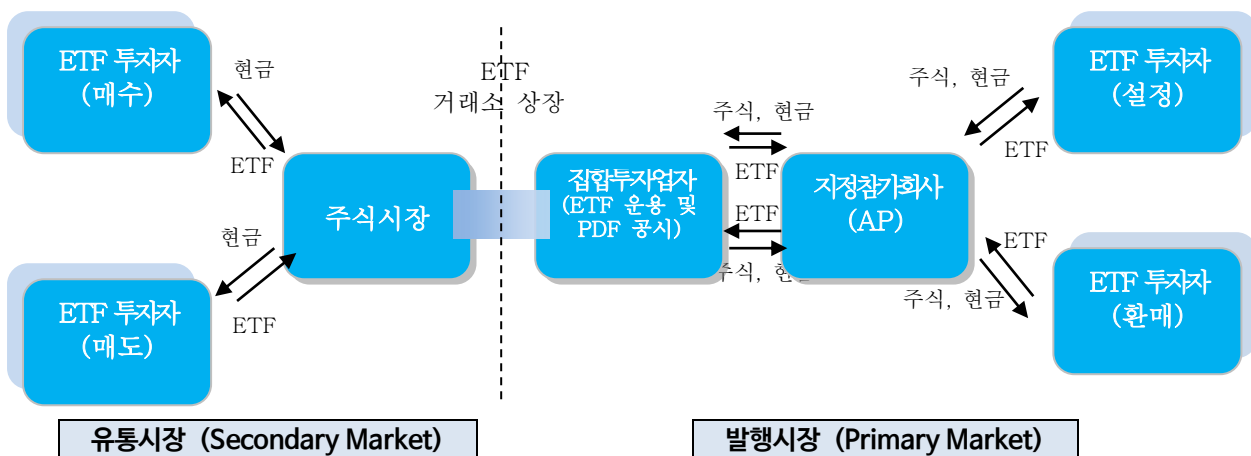 ETF 투자자
(매수)
현금
ETF
주식시장
현금
ETF
ETF 투자자
(매도)
ETF
거래소 상장
주식, 현금
ETF
집합투자업자
(ETF 운용 및
PDF 공시)
ETF
주식, 현금
지정참가회사
(AP)
주식, 현금
ETF
ETF 투자자
(설정)
ETF
주식, 현금
ETF 투자자
(환매)
유통시장 (Secondary Market)
발행시장 (Primary Market)